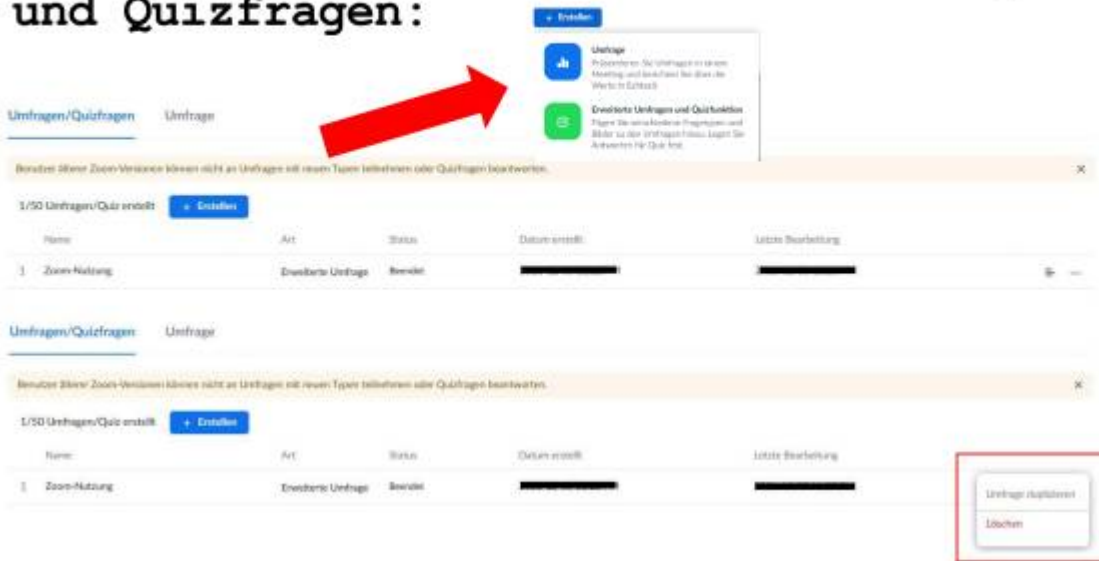 und Quizfragen:
+ Erstellen
Umfrage
Präsentieren Sie Umfragen in einem
Meeting und berichten Sie über die
Werte in Echtzeit
Erweiterte Umfragen und Quizfunktion
Fügen Sie verschiedene Fragetypen und
Bilder zu den Umfragen hinzu. Legen Sie
Antworten für Quiz fest.
Umfragen/Quizfragen Umfrage
Benutzer älterer Zoom-Versionen können nicht an Umfragen mit neuen Typen teilnehmen oder Quizfragen beantworten.
1/50 Umfragen/Quiz erstellt + Erstellen
Name Art Status Datum erstellt Letzte Bearbeitung
1 Zoom-Nutzung Erweiterte Umfrage Beendet
Umfragen/Quizfragen Umfrage
Benutzer älterer Zoom-Versionen können nicht an Umfragen mit neuen Typen teilnehmen oder Quizfragen beantworten.
1/50 Umfragen/Quiz erstellt + Erstellen
Name Art Status Datum erstellt Letzte Bearbeitung
1 Zoom-Nutzung Erweiterte Umfrage Beendet
Umfrage duplizieren
Löschen